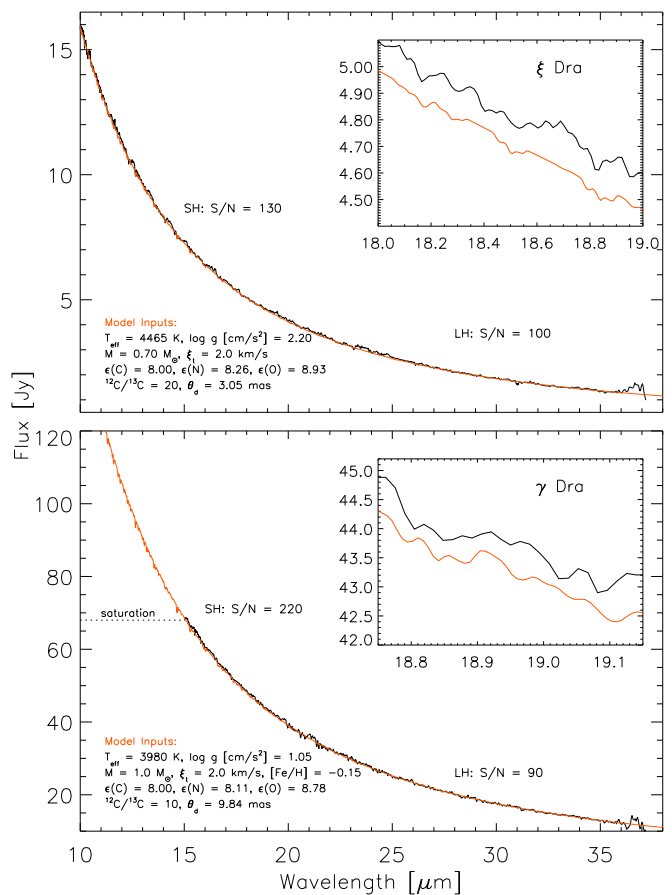 15
10
5
5.00
4.90
4.80
4.70
4.60
4.50
ξ Dra
18.0 18.2 18.4 18.6 18.8 19.0
SH: S/N = 130
LH: S/N = 100
Model Inputs:
T_eff = 4465 K, log g [cm/s²] = 2.20
M = 0.70 M_⊙, ξ_t = 2.0 km/s
ϵ(C) = 8.00, ϵ(N) = 8.26, ϵ(O) = 8.93
¹²C/¹³C = 20, θ_d = 3.05 mas
Flux [Jy]
120
100
80
60
40
20
10
45.0
44.5
44.0
43.5
43.0
42.5
42.0
γ Dra
18.8 18.9 19.0 19.1
saturation
SH: S/N = 220
LH: S/N = 90
Model Inputs:
T_eff = 3980 K, log g [cm/s²] = 1.05
M = 1.0 M_⊙, ξ_t = 2.0 km/s, [Fe/H] = −0.15
ϵ(C) = 8.00, ϵ(N) = 8.11, ϵ(O) = 8.78
¹²C/¹³C = 10, θ_d = 9.84 mas
10 15 20 25 30 35
Wavelength [μm]